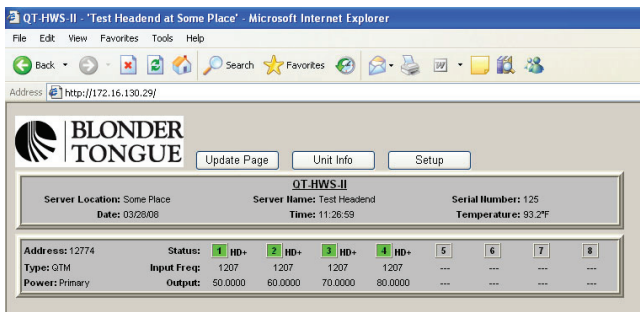 QT-HWS-II - 'Test Headend at Some Place' - Microsoft Internet Explorer
File Edit View Favorites Tools Help
Back Search Favorites
Address http://172.16.130.29/
BLONDER
TONGUE
Update Page Unit Info Setup
QT-HWS-II
Server Location: Some Place Server Name: Test Headend Serial Number: 125
Date: 03/28/08 Time: 11:26:59 Temperature: 93.2°F
Address: 12774 Status: 1 HD+ 2 HD+ 3 HD+ 4 HD+ 5 6 7 8
Type: QTM Input Freq: 1207 1207 1207 1207 --- --- --- ---
Power: Primary Output: 50.0000 60.0000 70.0000 80.0000 --- --- --- ---